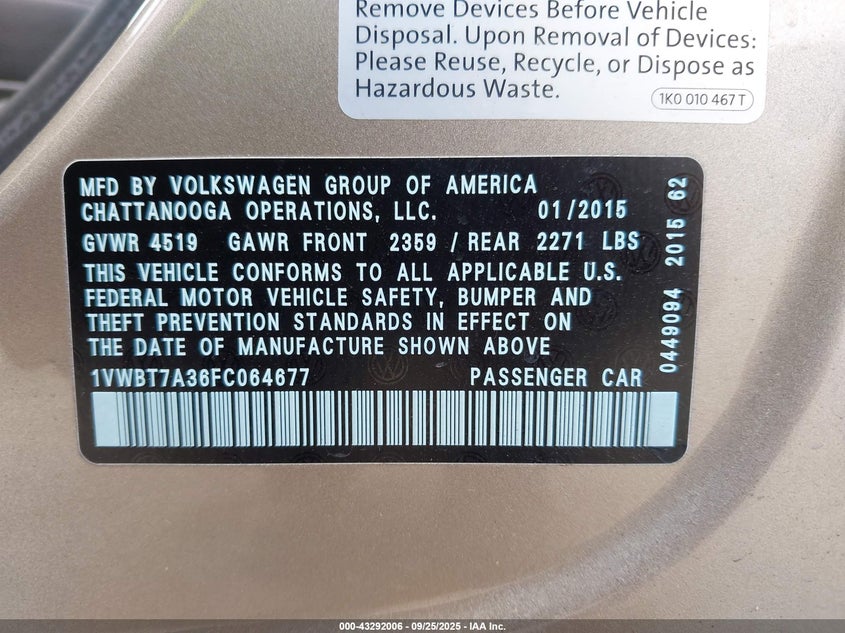 Remove Devices Before Vehicle
Disposal. Upon Removal of Devices:
Please Reuse, Recycle, or Dispose as
Hazardous Waste.
1K0 010 467 T
MFD BY VOLKSWAGEN GROUP OF AMERICA
CHATTANOOGA OPERATIONS, LLC. 01/2015
GVWR 4519 GAWR FRONT 2359 / REAR 2271 LBS
THIS VEHICLE CONFORMS TO ALL APPLICABLE U.S.
FEDERAL MOTOR VEHICLE SAFETY, BUMPER AND
THEFT PREVENTION STANDARDS IN EFFECT ON
THE DATE OF MANUFACTURE SHOWN ABOVE
1VWBT7A36FC064677 PASSENGER CAR
0449094 2015 62
000-43292006 - 09/25/2025 - IAA Inc.